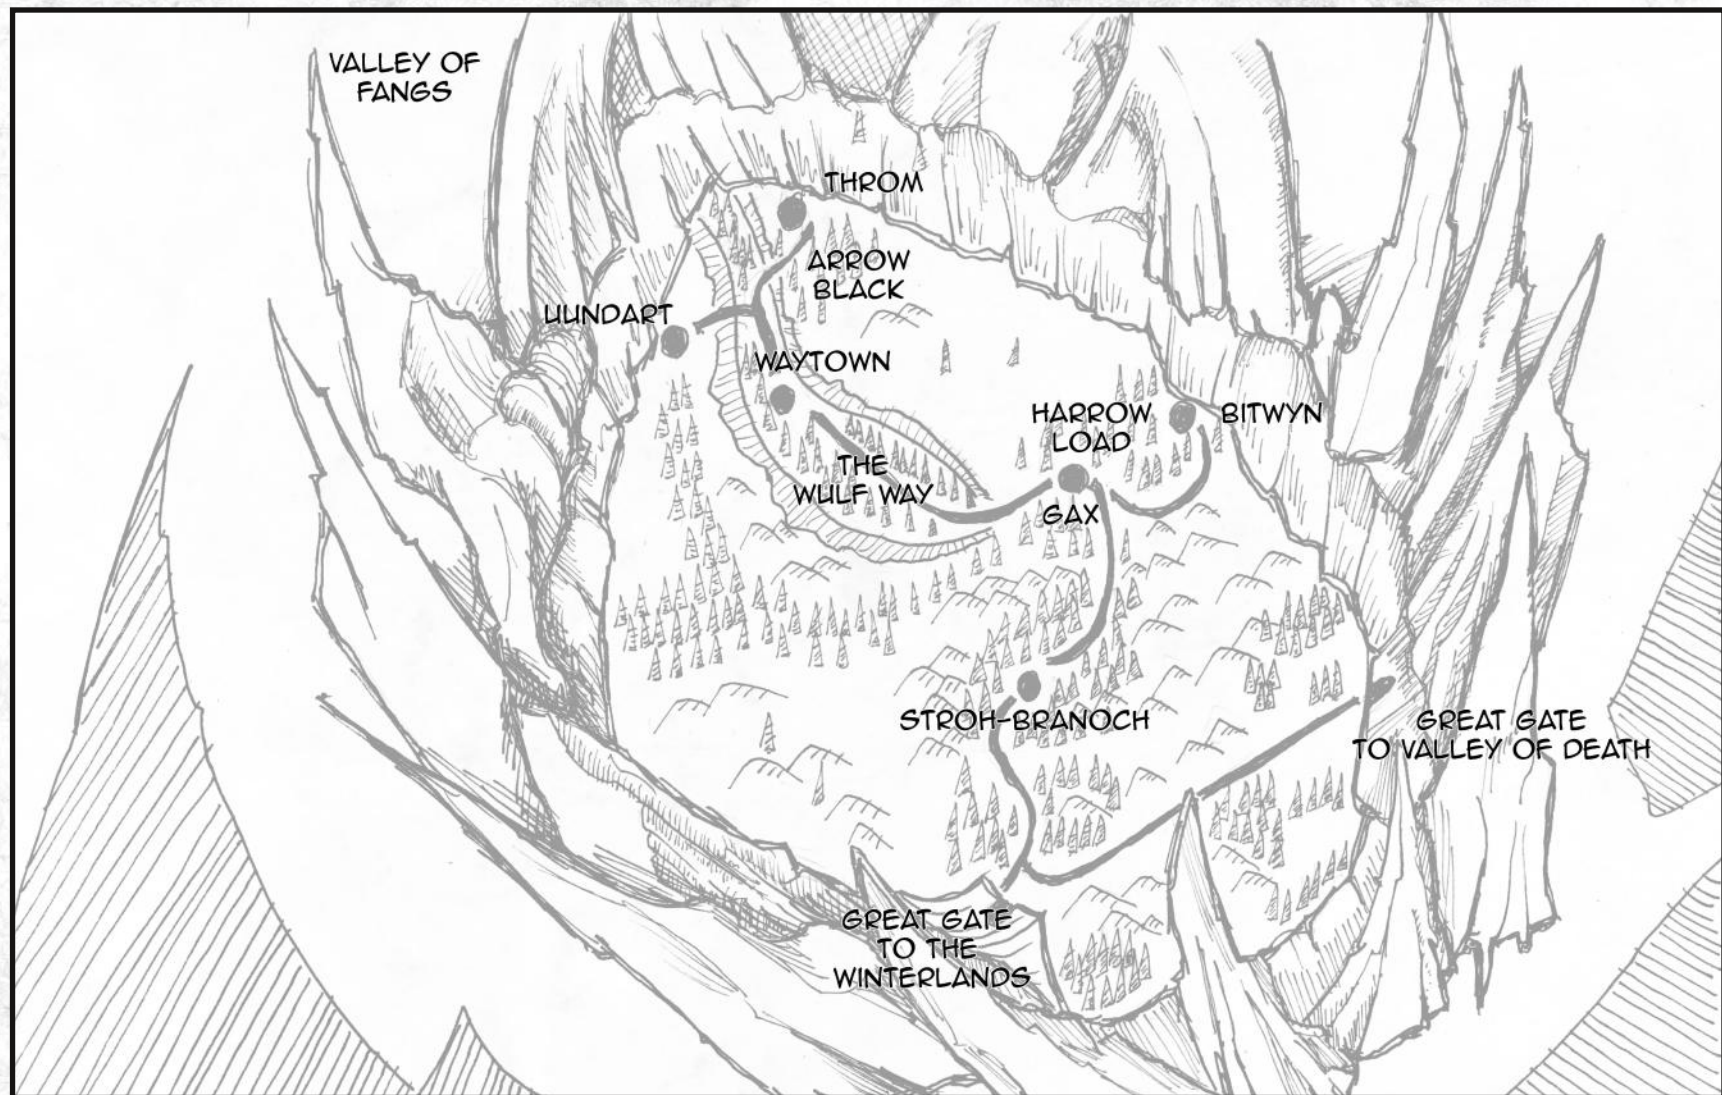 VALLEY OF
FANGS
THROM
ARROW
BLACK
UUNDART
WAYTOWN
HARROW
LOAD
BITWYN
THE
WULF WAY
GAX
STROH-BRANOCH
GREAT GATE
TO VALLEY OF DEATH
GREAT GATE
TO THE
WINTERLANDS